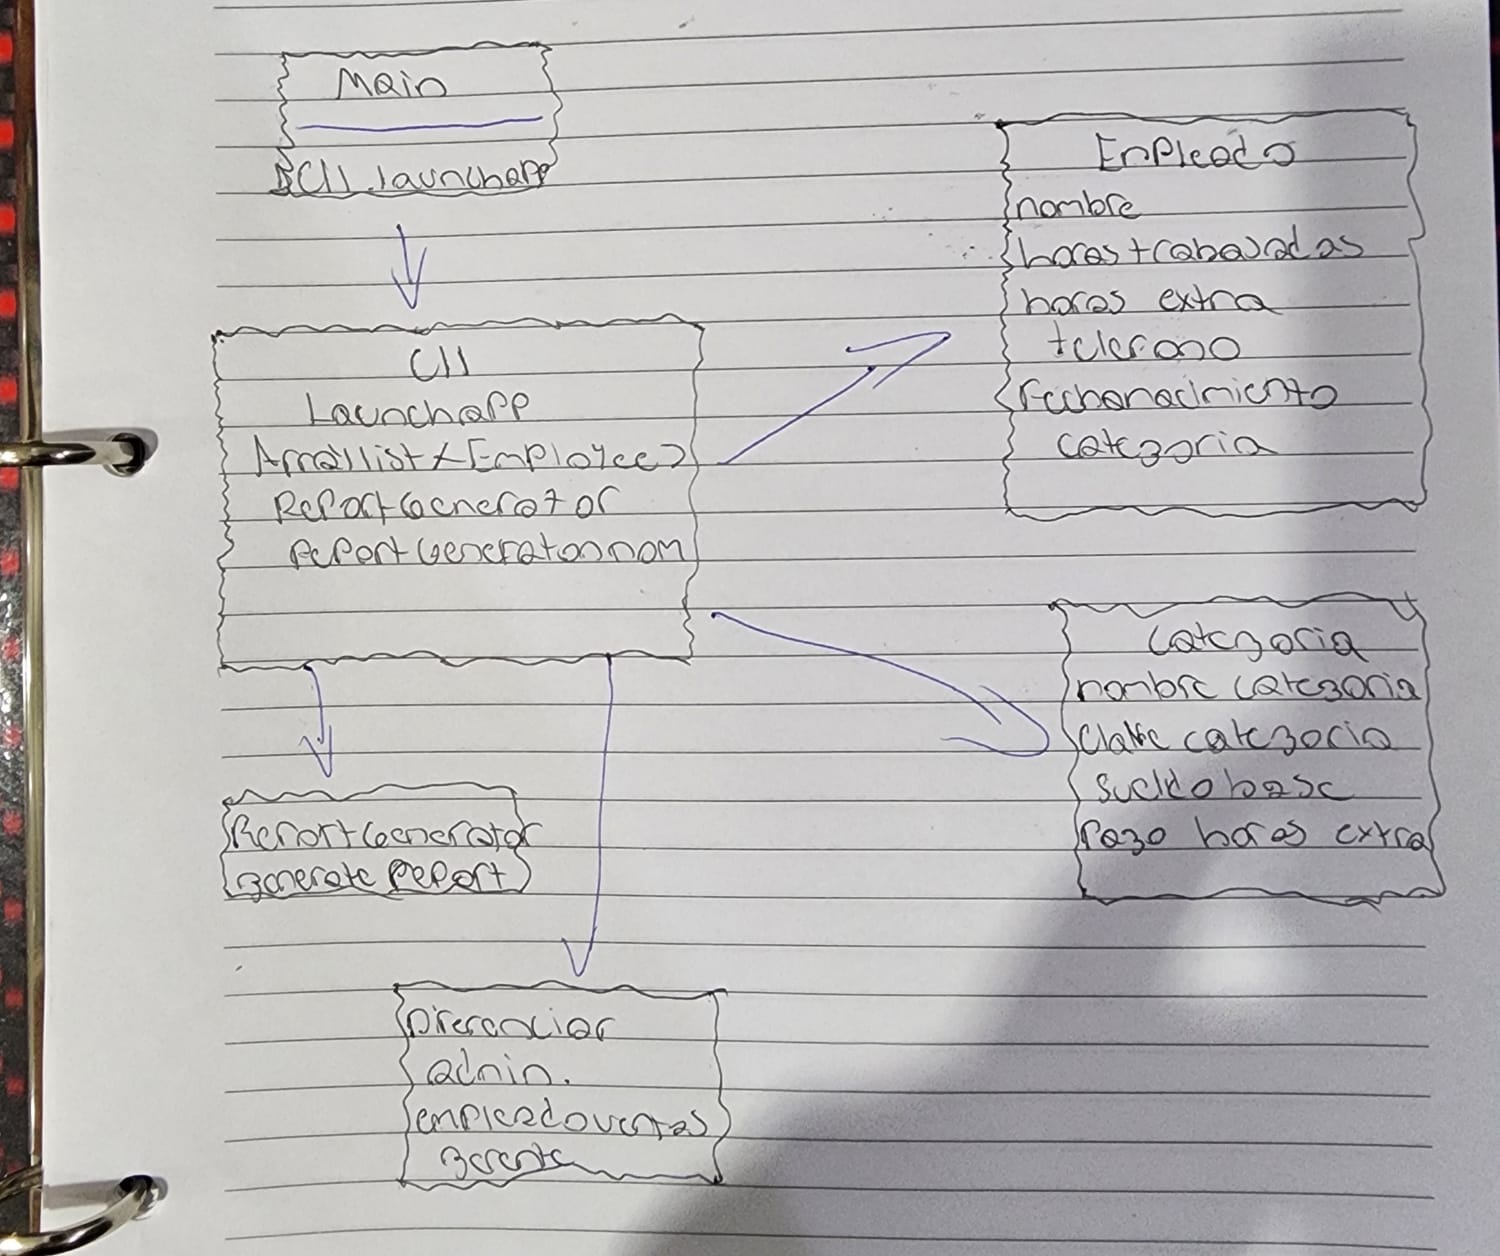 Main
CLI.launchapp
Empleado
nombre
horas trabajadas
horas extra
telefono
fechanacimiento
categoria
CLI
Launchapp
Arraylist <Employee>
ReportGenerator
ReportGeneratornom
Categoria
nombre categoria
clave categoria
sueldo base
pago horas extra
ReportGenerator
generate Report
admin.
empleadoventas
gerente